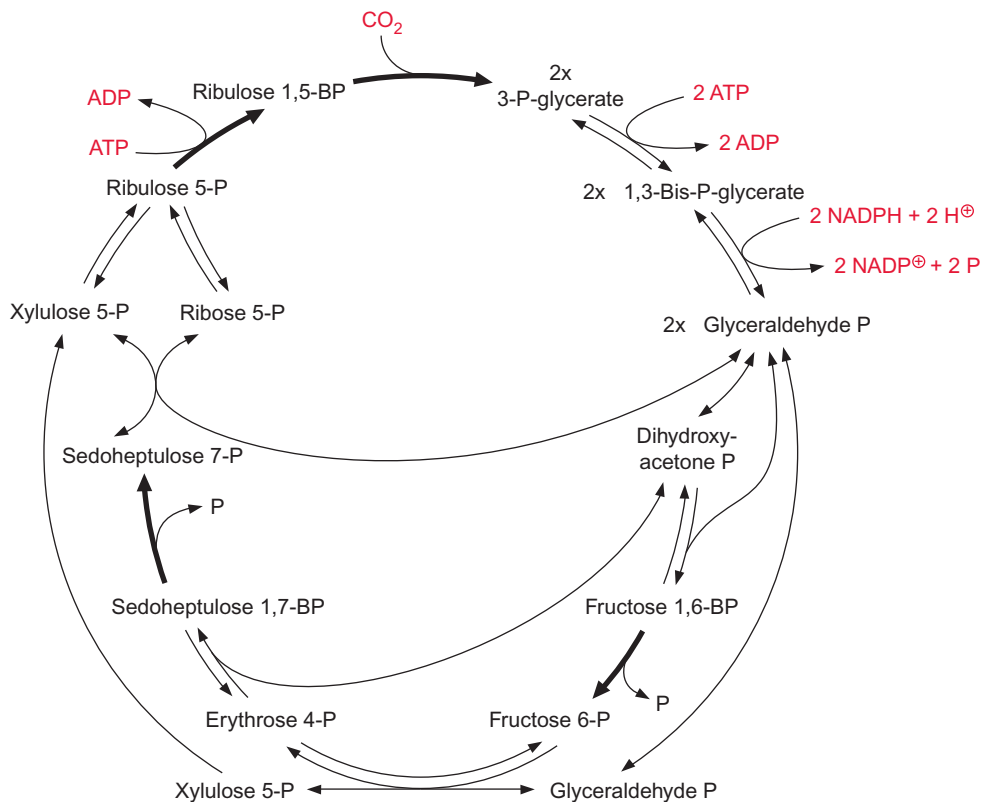 CO₂
2x
Ribulose 1,5-BP
3-P-glycerate
ADP
2 ATP
ATP
2 ADP
Ribulose 5-P
2x 1,3-Bis-P-glycerate
2 NADPH + 2 H⊕
2 NADP⊕ + 2 P
Xylulose 5-P
Ribose 5-P
2x Glyceraldehyde P
Dihydroxy-
acetone P
Sedoheptulose 7-P
P
Sedoheptulose 1,7-BP
Fructose 1,6-BP
P
Erythrose 4-P
Fructose 6-P
Xylulose 5-P
Glyceraldehyde P